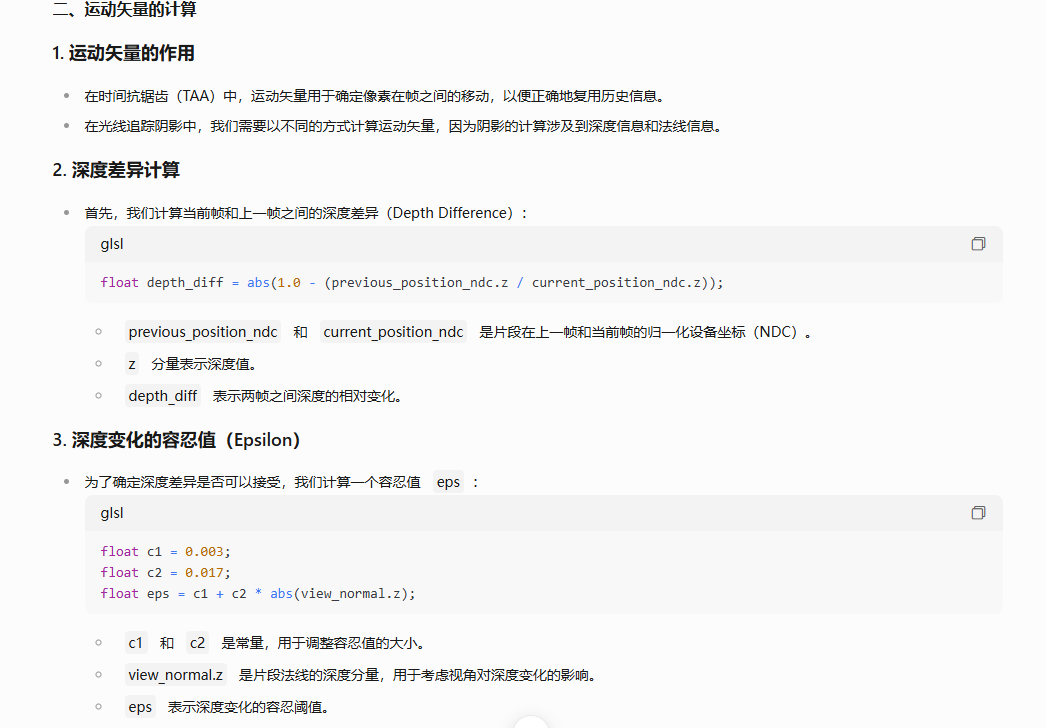 二、运动矢量的计算
1. 运动矢量的作用
在时间抗锯齿（TAA）中，运动矢量用于确定像素在帧之间的移动，以便正确地复用历史信息。
在光线追踪阴影中，我们需要以不同的方式计算运动矢量，因为阴影的计算涉及到深度信息和法线信息。
2. 深度差异计算
首先，我们计算当前帧和上一帧之间的深度差异（Depth Difference）：
glsl
float depth_diff = abs(1.0 - (previous_position_ndc.z / current_position_ndc.z));
previous_position_ndc 和 current_position_ndc 是片段在上一帧和当前帧的归一化设备坐标（NDC）。
z 分量表示深度值。
depth_diff 表示两帧之间深度的相对变化。
3. 深度变化的容忍值（Epsilon）
为了确定深度差异是否可以接受，我们计算一个容忍值 eps ：
glsl
float c1 = 0.003;
float c2 = 0.017;
float eps = c1 + c2 * abs(view_normal.z);
c1 和 c2 是常量，用于调整容忍值的大小。
view_normal.z 是片段法线的深度分量，用于考虑视角对深度变化的影响。
eps 表示深度变化的容忍阈值。